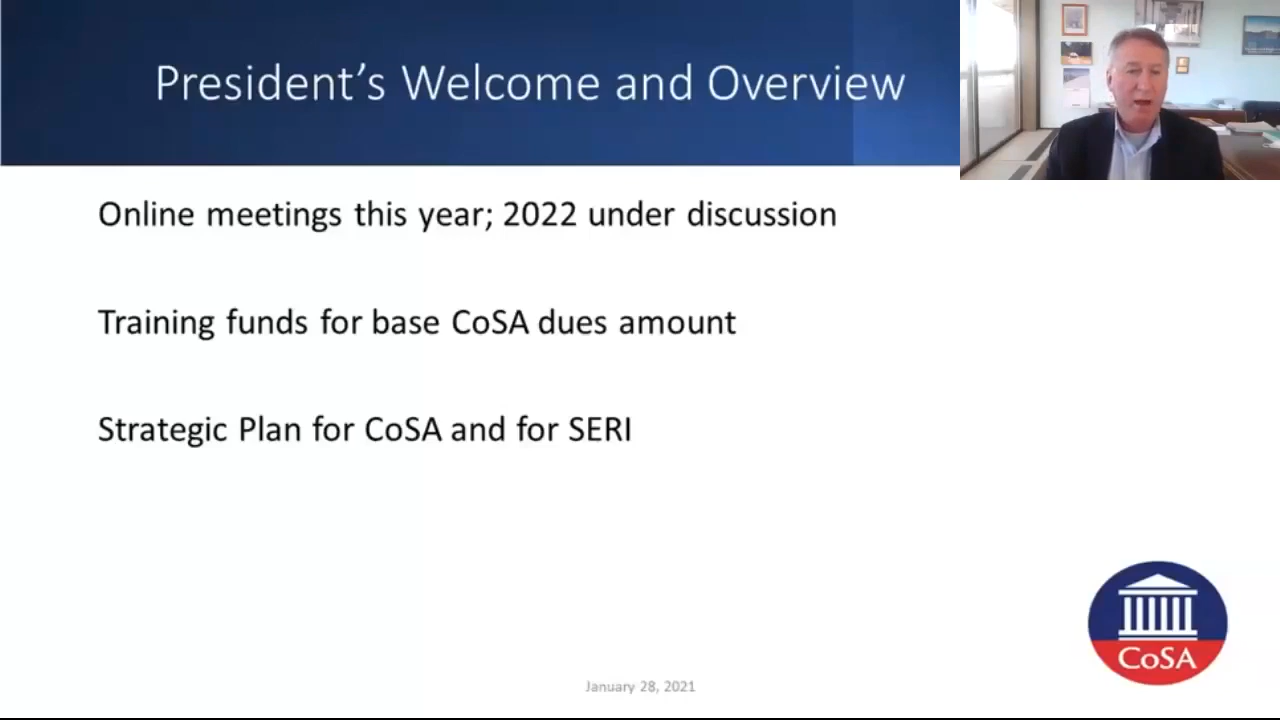 President's Welcome and Overview
Online meetings this year; 2022 under discussion
Training funds for base CoSA dues amount
Strategic Plan for CoSA and for SERI
CoSA
January 28, 2021